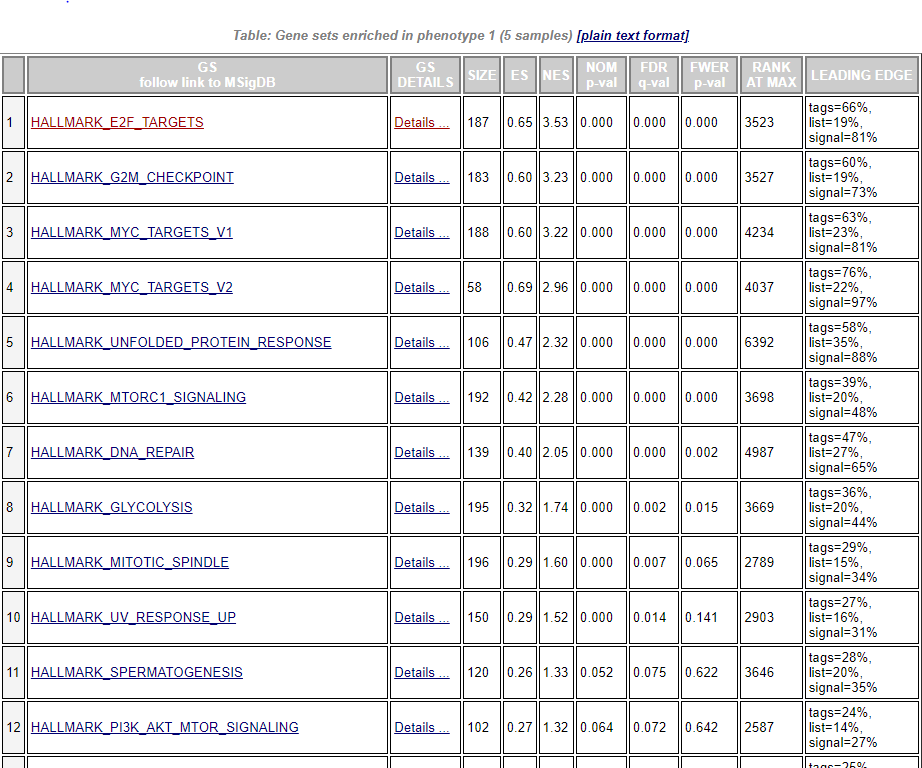 Table: Gene sets enriched in phenotype 1 (5 samples) [plain text format]
GS follow link to MSigDB GS DETAILS SIZE ES NES NOM p-val FDR q-val FWER p-val RANK AT MAX LEADING EDGE
1 HALLMARK_E2F_TARGETS Details ... 187 0.65 3.53 0.000 0.000 0.000 3523 tags=66%, list=19%, signal=81%
2 HALLMARK_G2M_CHECKPOINT Details ... 183 0.60 3.23 0.000 0.000 0.000 3527 tags=60%, list=19%, signal=73%
3 HALLMARK_MYC_TARGETS_V1 Details ... 188 0.60 3.22 0.000 0.000 0.000 4234 tags=63%, list=23%, signal=81%
4 HALLMARK_MYC_TARGETS_V2 Details ... 58 0.69 2.96 0.000 0.000 0.000 4037 tags=76%, list=22%, signal=97%
5 HALLMARK_UNFOLDED_PROTEIN_RESPONSE Details ... 106 0.47 2.32 0.000 0.000 0.000 6392 tags=58%, list=35%, signal=88%
6 HALLMARK_MTORC1_SIGNALING Details ... 192 0.42 2.28 0.000 0.000 0.000 3698 tags=39%, list=20%, signal=48%
7 HALLMARK_DNA_REPAIR Details ... 139 0.40 2.05 0.000 0.000 0.002 4987 tags=47%, list=27%, signal=65%
8 HALLMARK_GLYCOLYSIS Details ... 195 0.32 1.74 0.000 0.002 0.015 3669 tags=36%, list=20%, signal=44%
9 HALLMARK_MITOTIC_SPINDLE Details ... 196 0.29 1.60 0.000 0.007 0.065 2789 tags=29%, list=15%, signal=34%
10 HALLMARK_UV_RESPONSE_UP Details ... 150 0.29 1.52 0.000 0.014 0.141 2903 tags=27%, list=16%, signal=31%
11 HALLMARK_SPERMATOGENESIS Details ... 120 0.26 1.33 0.052 0.075 0.622 3646 tags=28%, list=20%, signal=35%
12 HALLMARK_PI3K_AKT_MTOR_SIGNALING Details ... 102 0.27 1.32 0.064 0.072 0.642 2587 tags=24%, list=14%, signal=27%